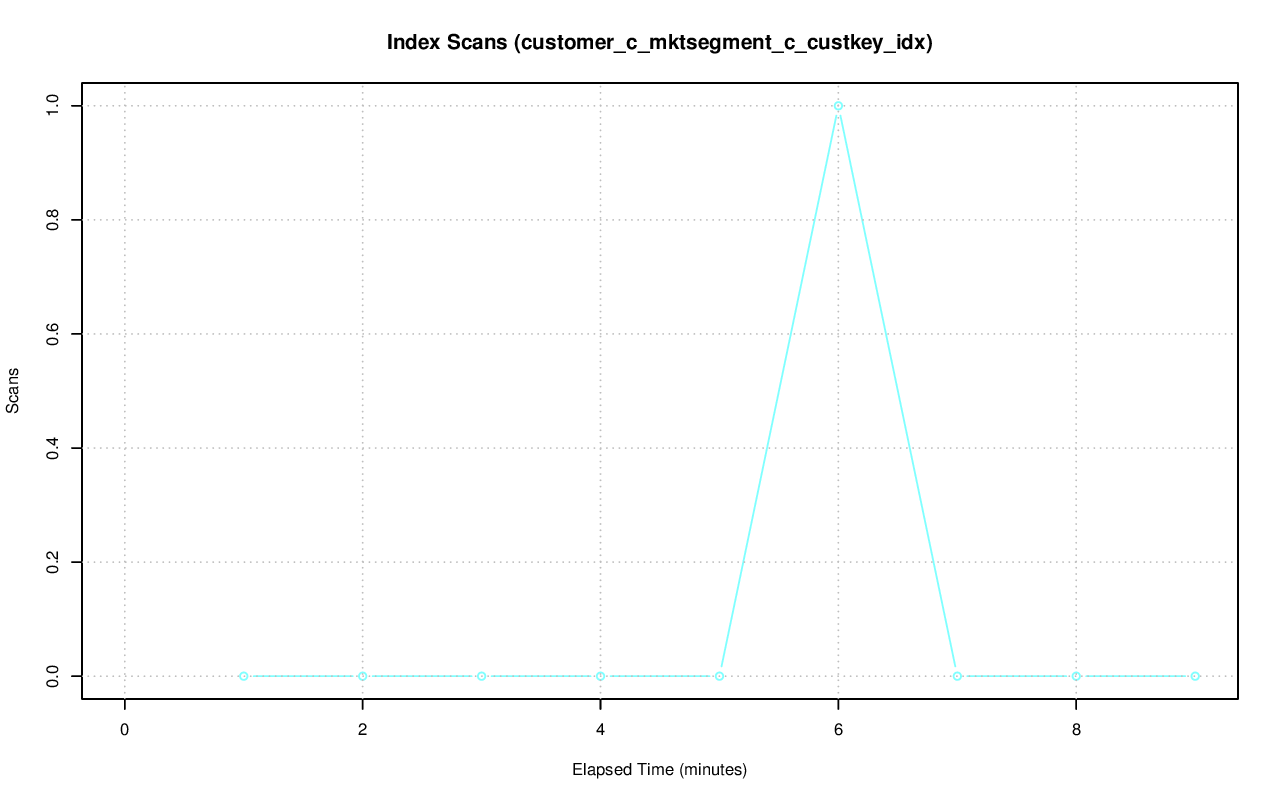 Index Scans (customer_c_mktsegment_c_custkey_idx)
1.0
0.8
0.6
0.4
0.2
0.0
Scans
0 2 4 6 8
Elapsed Time (minutes)